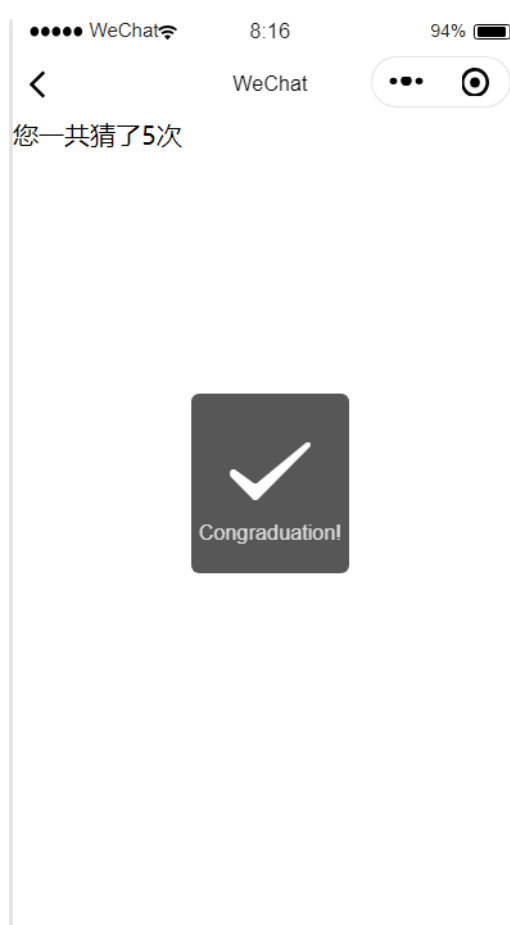 WeChat 8:16 94%
WeChat
您一共猜了5次
Congraduation!